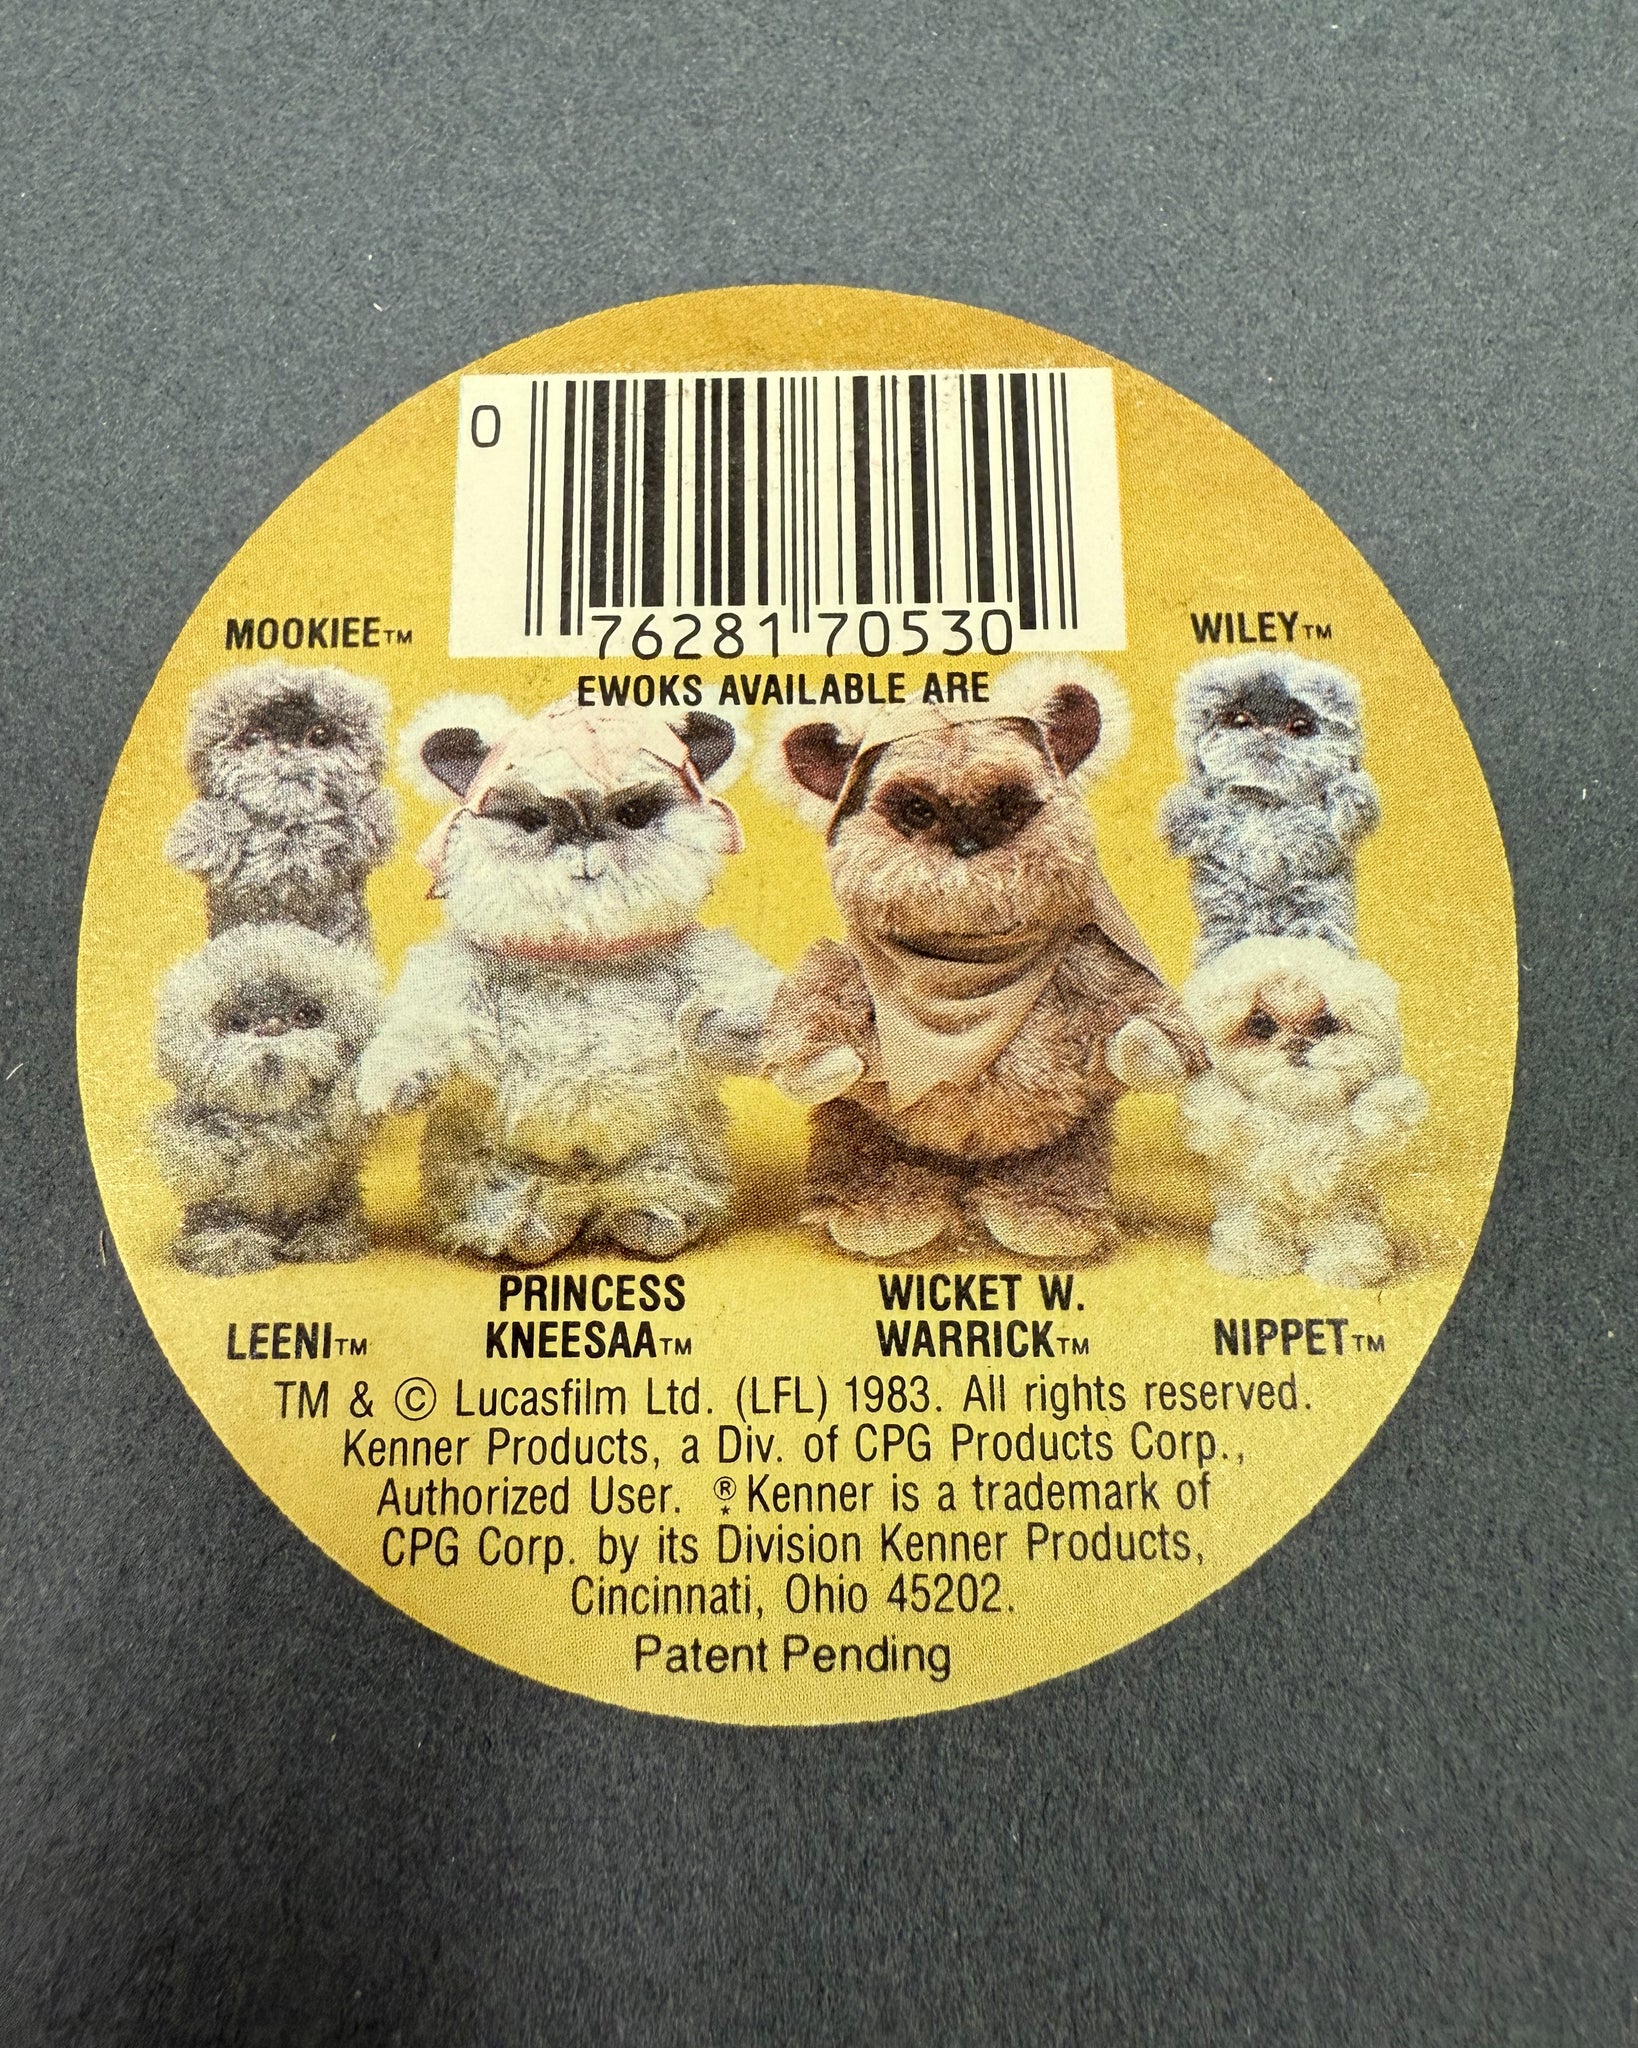 0
76281 70530
MOOKIEE™
WILEY™
EWOKS AVAILABLE ARE
LEENI™
PRINCESS
KNEESAA™
WICKET W.
WARRICK™
NIPPET™
TM & © Lucasfilm Ltd. (LFL) 1983. All rights reserved.
Kenner Products, a Div. of CPG Products Corp.,
Authorized User. ® Kenner is a trademark of
CPG Corp. by its Division Kenner Products,
Cincinnati, Ohio 45202.
Patent Pending